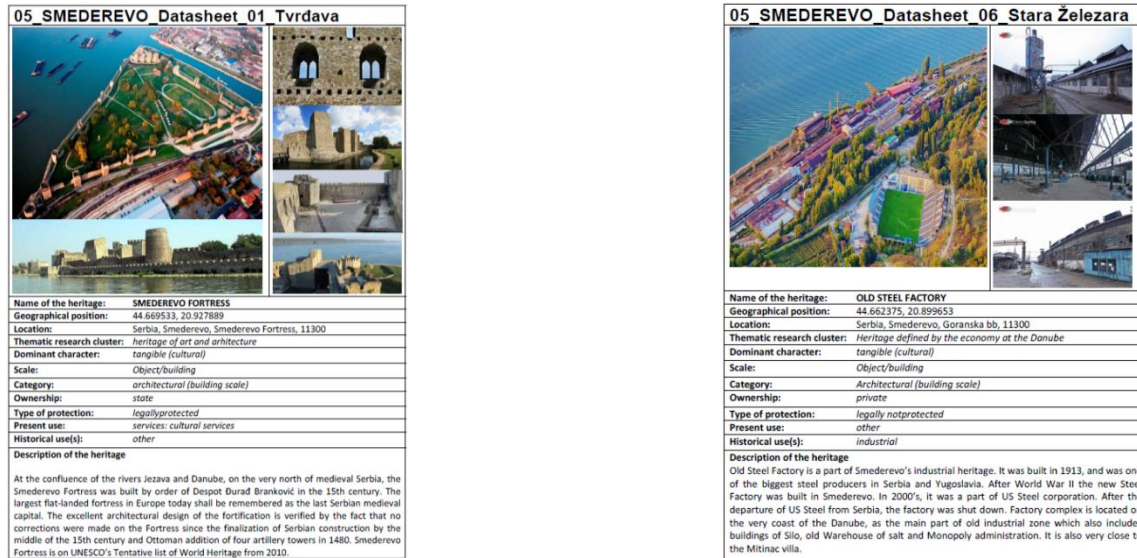 05_SMEDEREVO_Datasheet_01_Tvrđava
Name of the heritage: SMEDEREVO FORTRESS
Geographical position: 44.669533, 20.927889
Location: Serbia, Smederevo, Smederevo Fortress, 11300
Thematic research cluster: heritage of art and arhitecture
Dominant character: tangible (cultural)
Scale: Object/building
Category: architectural (building scale)
Ownership: state
Type of protection: legallyprotected
Present use: services: cultural services
Historical use(s): other
Description of the heritage
At the confluence of the rivers Jezava and Danube, on the very north of medieval Serbia, the
Smederevo Fortress was built by order of Despot Đurađ Branković in the 15th century. The
largest flat-landed fortress in Europe today shall be remembered as the last Serbian medieval
capital. The excellent architectural design of the fortification is verified by the fact that no
corrections were made on the Fortress since the finalization of Serbian construction by the
middle of the 15th century and Ottoman addition of four artillery towers in 1480. Smederevo
Fortress is on UNESCO's Tentative list of World Heritage from 2010.
05_SMEDEREVO_Datasheet_06_Stara Železara
Name of the heritage: OLD STEEL FACTORY
Geographical position: 44.662375, 20.899653
Location: Serbia, Smederevo, Goranska bb, 11300
Thematic research cluster: Heritage defined by the economy at the Danube
Dominant character: tangible (cultural)
Scale: Object/building
Category: Architectural (building scale)
Ownership: private
Type of protection: legally notprotected
Present use: other
Historical use(s): industrial
Description of the heritage
Old Steel Factory is a part of Smederevo's industrial heritage. It was built in 1913, and was on
of the biggest steel producers in Serbia and Yugoslavia. After World War II the new Stee
Factory was built in Smederevo. In 2000's, it was a part of US Steel corporation. After th
departure of US Steel from Serbia, the factory was shut down. Factory complex is located o
the very coast of the Danube, as the main part of old industrial zone which also include
buildings of Silo, old Warehouse of salt and Monopoly administration. It is also very close t
the Mitinac villa.